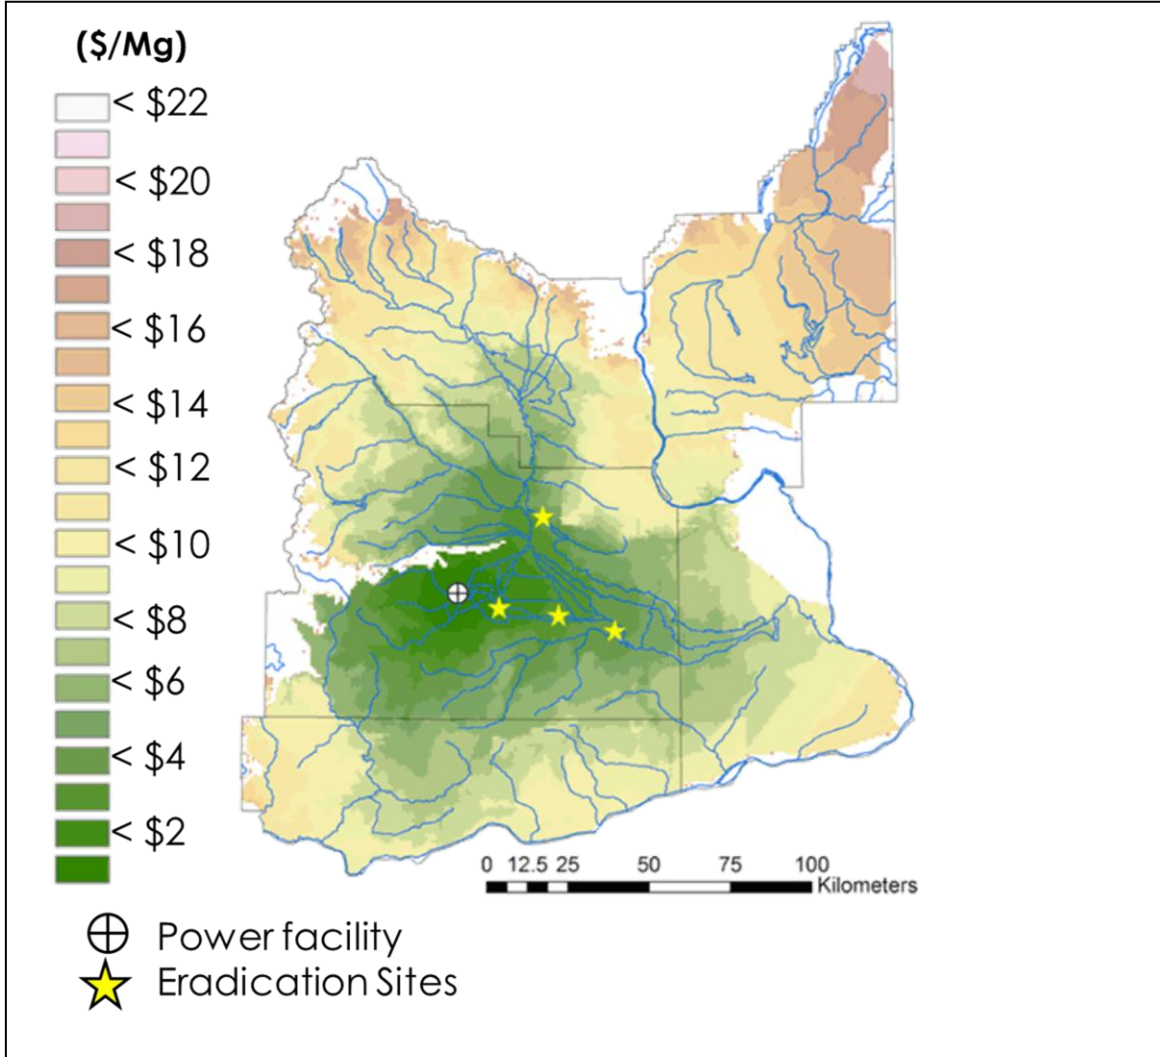 ($/Mg)
< $22
< $20
< $18
< $16
< $14
< $12
< $10
< $8
< $6
< $4
< $2
0 12.5 25 50 75 100
Kilometers
Power facility
Eradication Sites